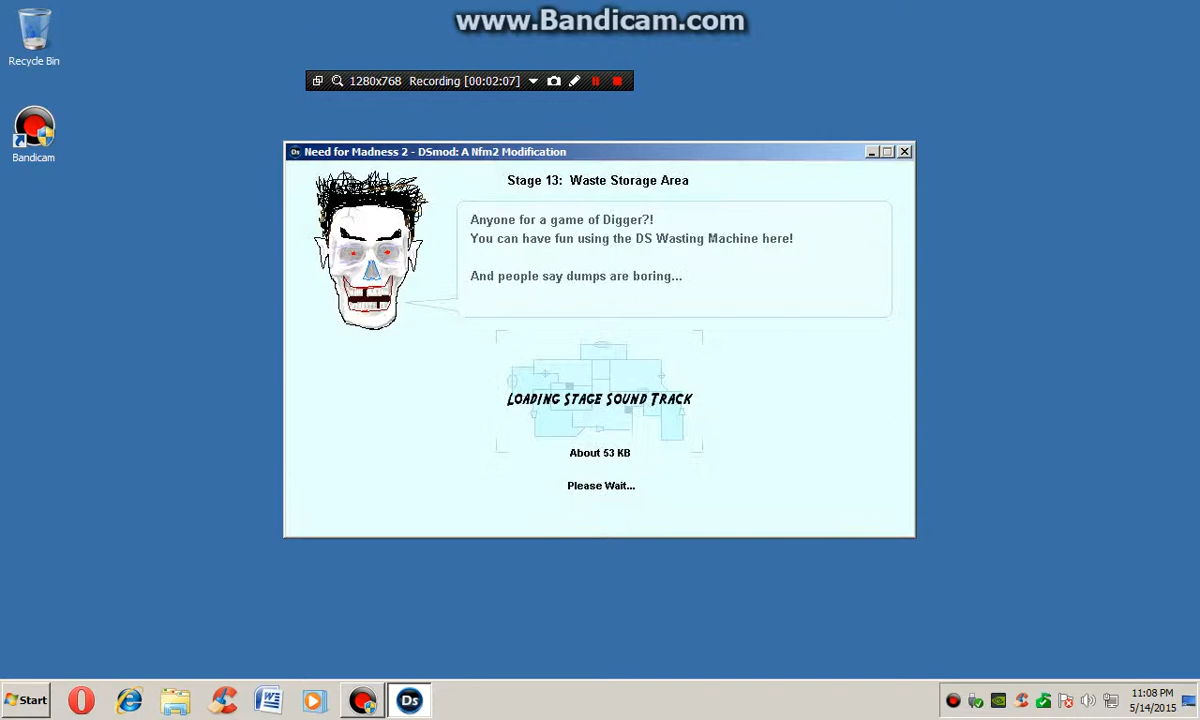 www.Bandicam.com
Recycle Bin
1280x768 Recording [00:02:07]
Bandicam
Need for Madness 2 - DSmod: A Nfm2 Modification
Stage 13: Waste Storage Area
Anyone for a game of Digger?!
You can have fun using the DS Wasting Machine here!
And people say dumps are boring...
Loading Stage Sound Track
About 53 KB
Please Wait...
Start
Ds
11:08 PM
5/14/2015